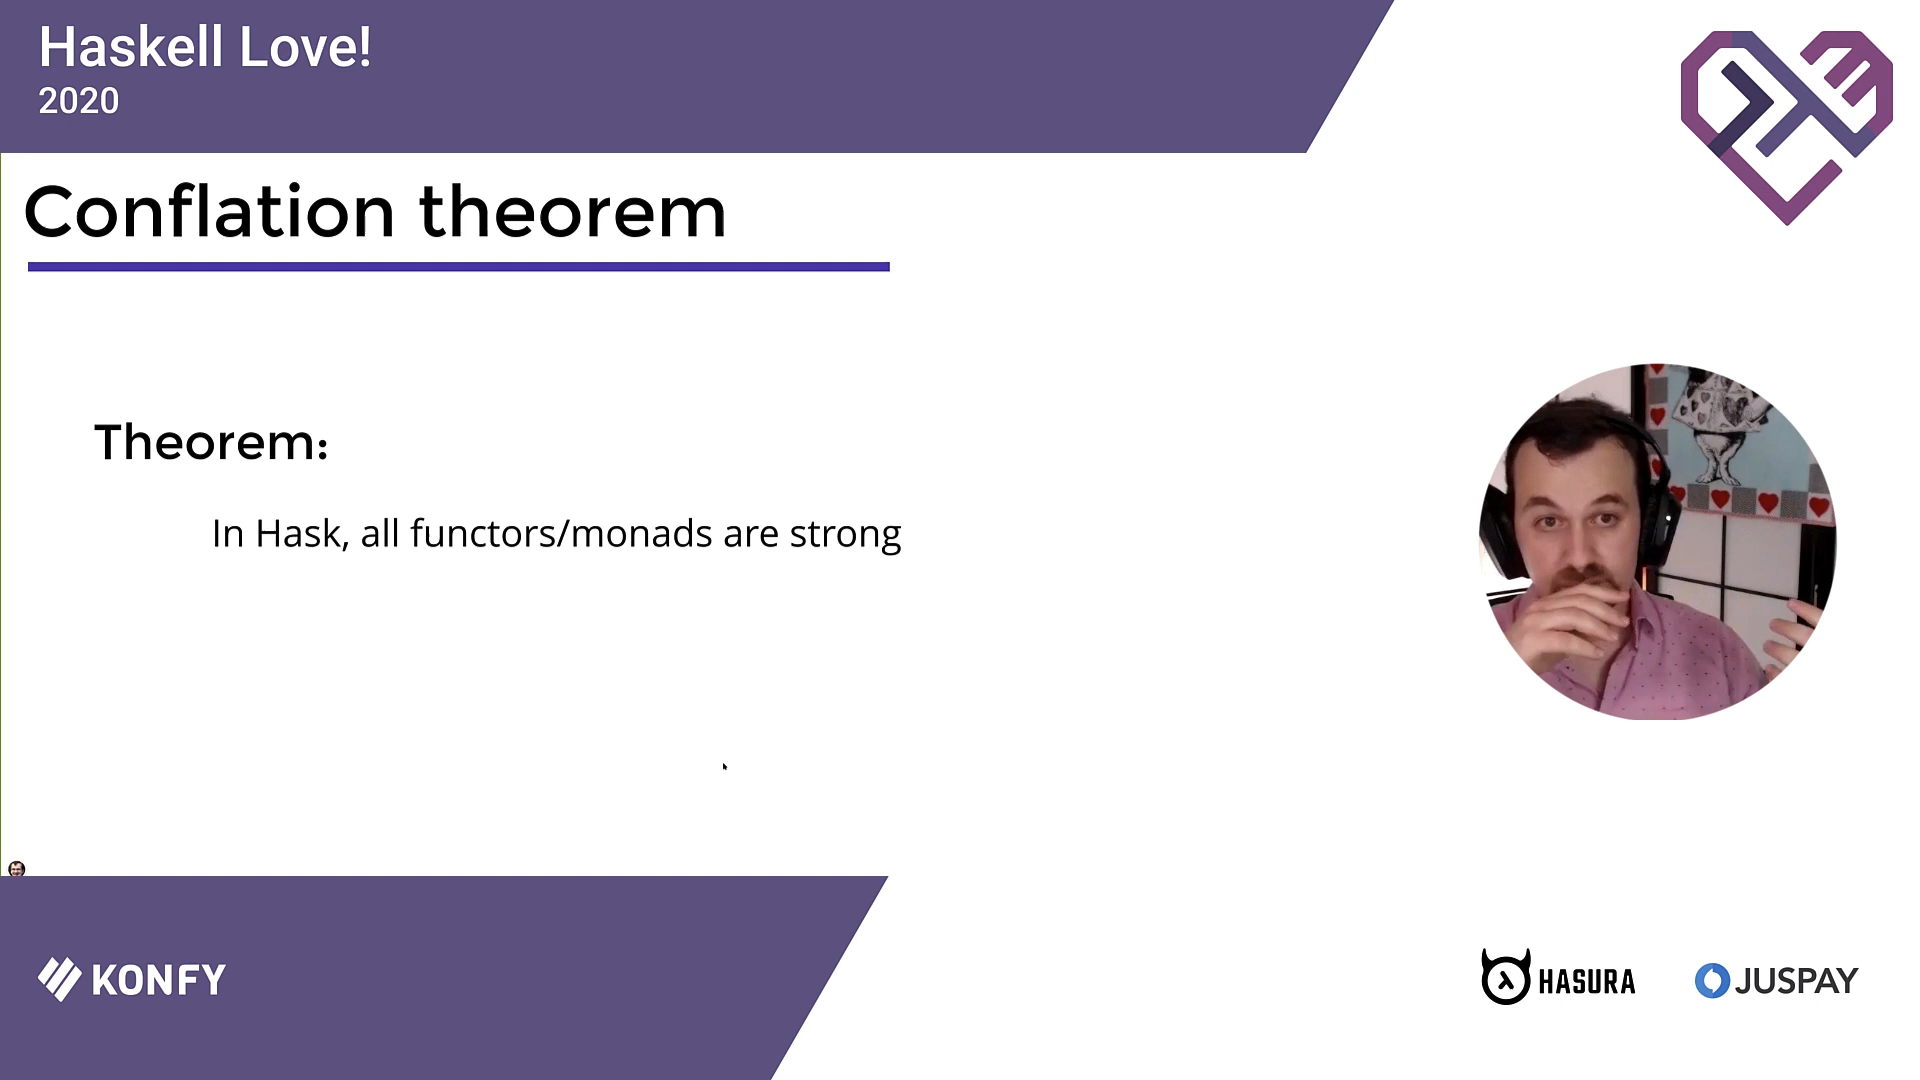 Haskell Love!
2020
Conflation theorem
Theorem:
In Hask, all functors/monads are strong
KONFY
HASURA
JUSPAY